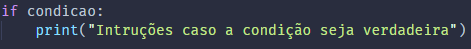 if condicao:
    print("Intruções caso a condição seja verdadeira")